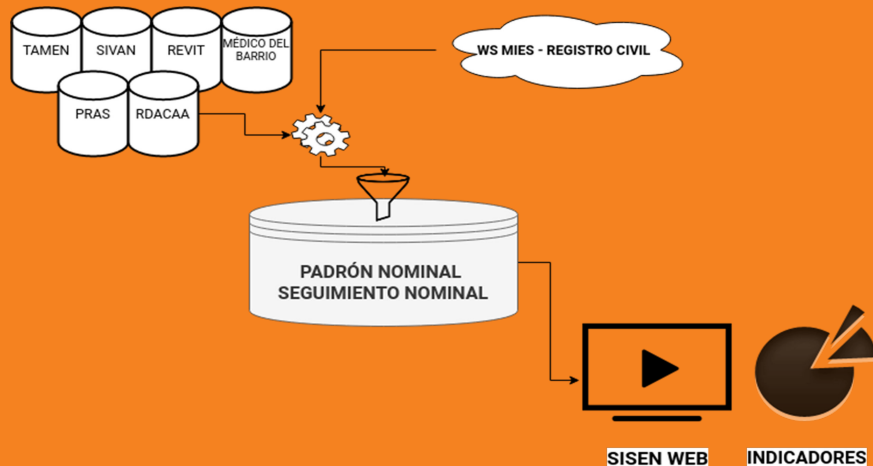 TAMEN
SIVAN
REVIT
MÉDICO DEL
BARRIO
WS MIES - REGISTRO CIVIL
PRAS
RDACAA
PADRÓN NOMINAL
SEGUIMIENTO NOMINAL
SISEN WEB
INDICADORES